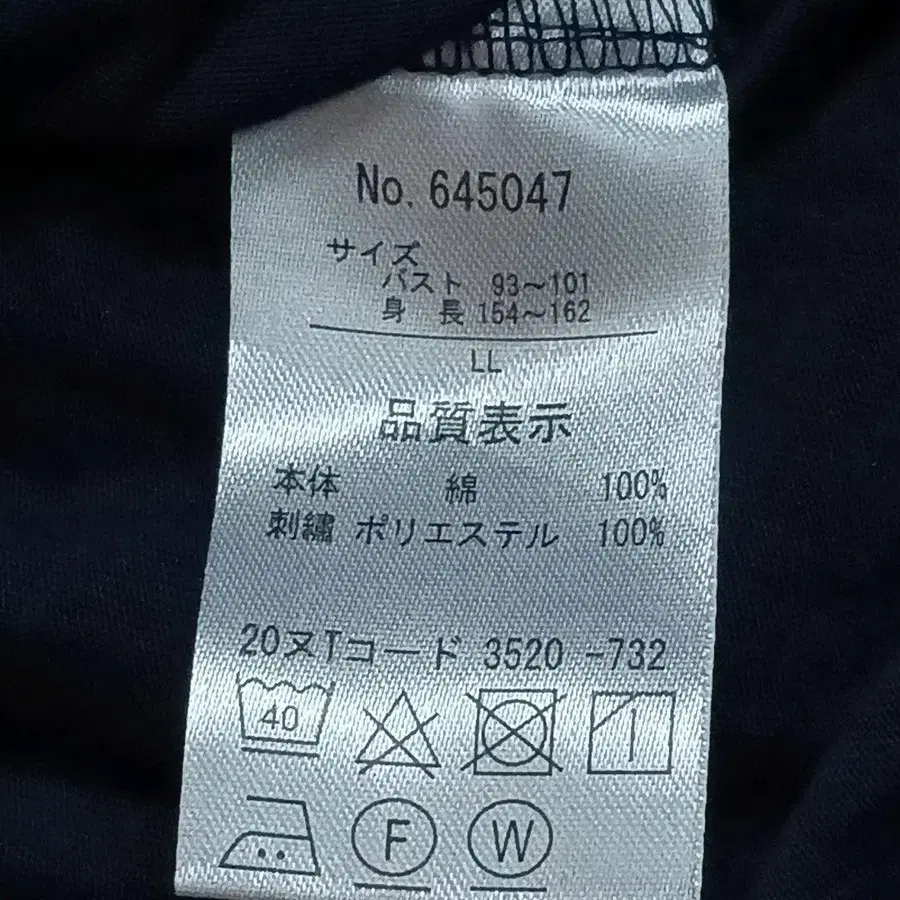 No. 645047
サイズ
バスト 93〜101
身 長 154〜162
LL
品質表示
本体 綿 100%
刺繍 ポリエステル 100%
20ヌTコード 3520 -732
40
F W